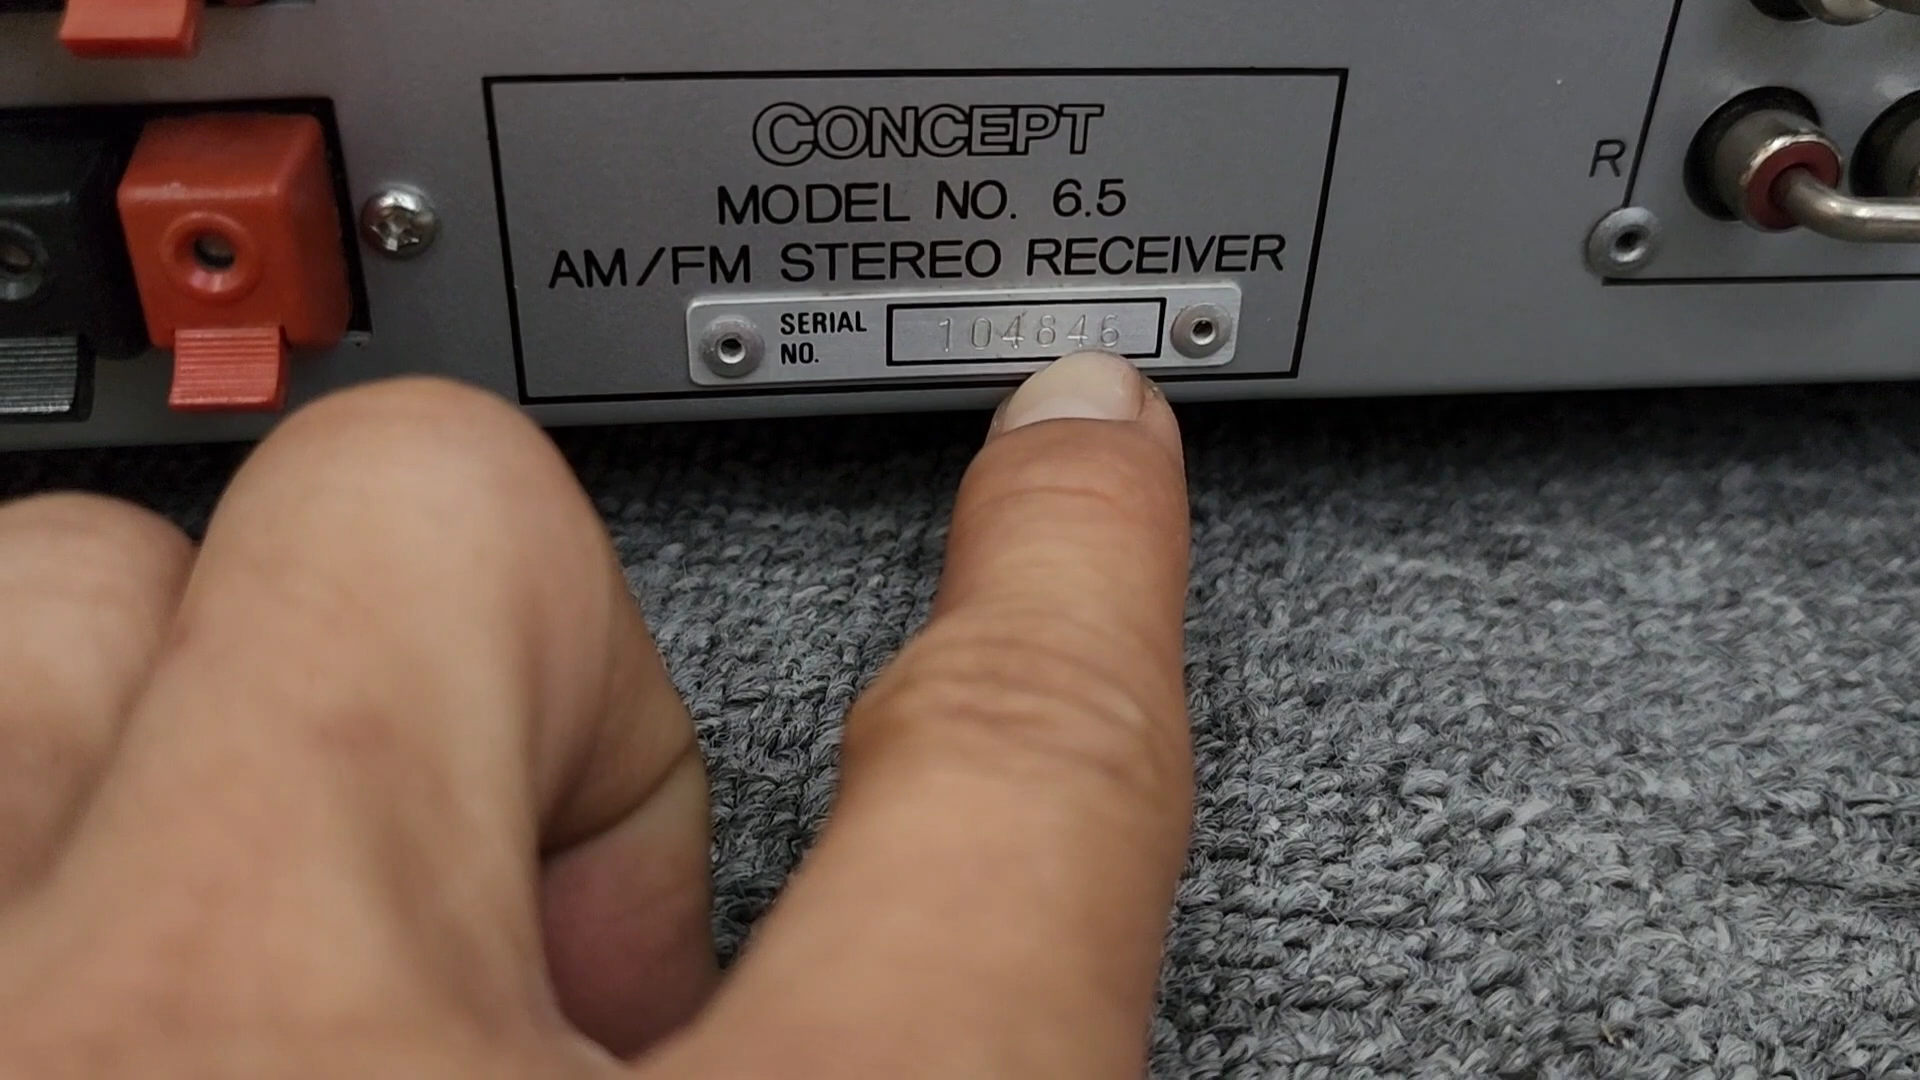 CONCEPT
MODEL NO. 6.5
AM/FM STEREO RECEIVER
SERIAL
NO.
104846
R